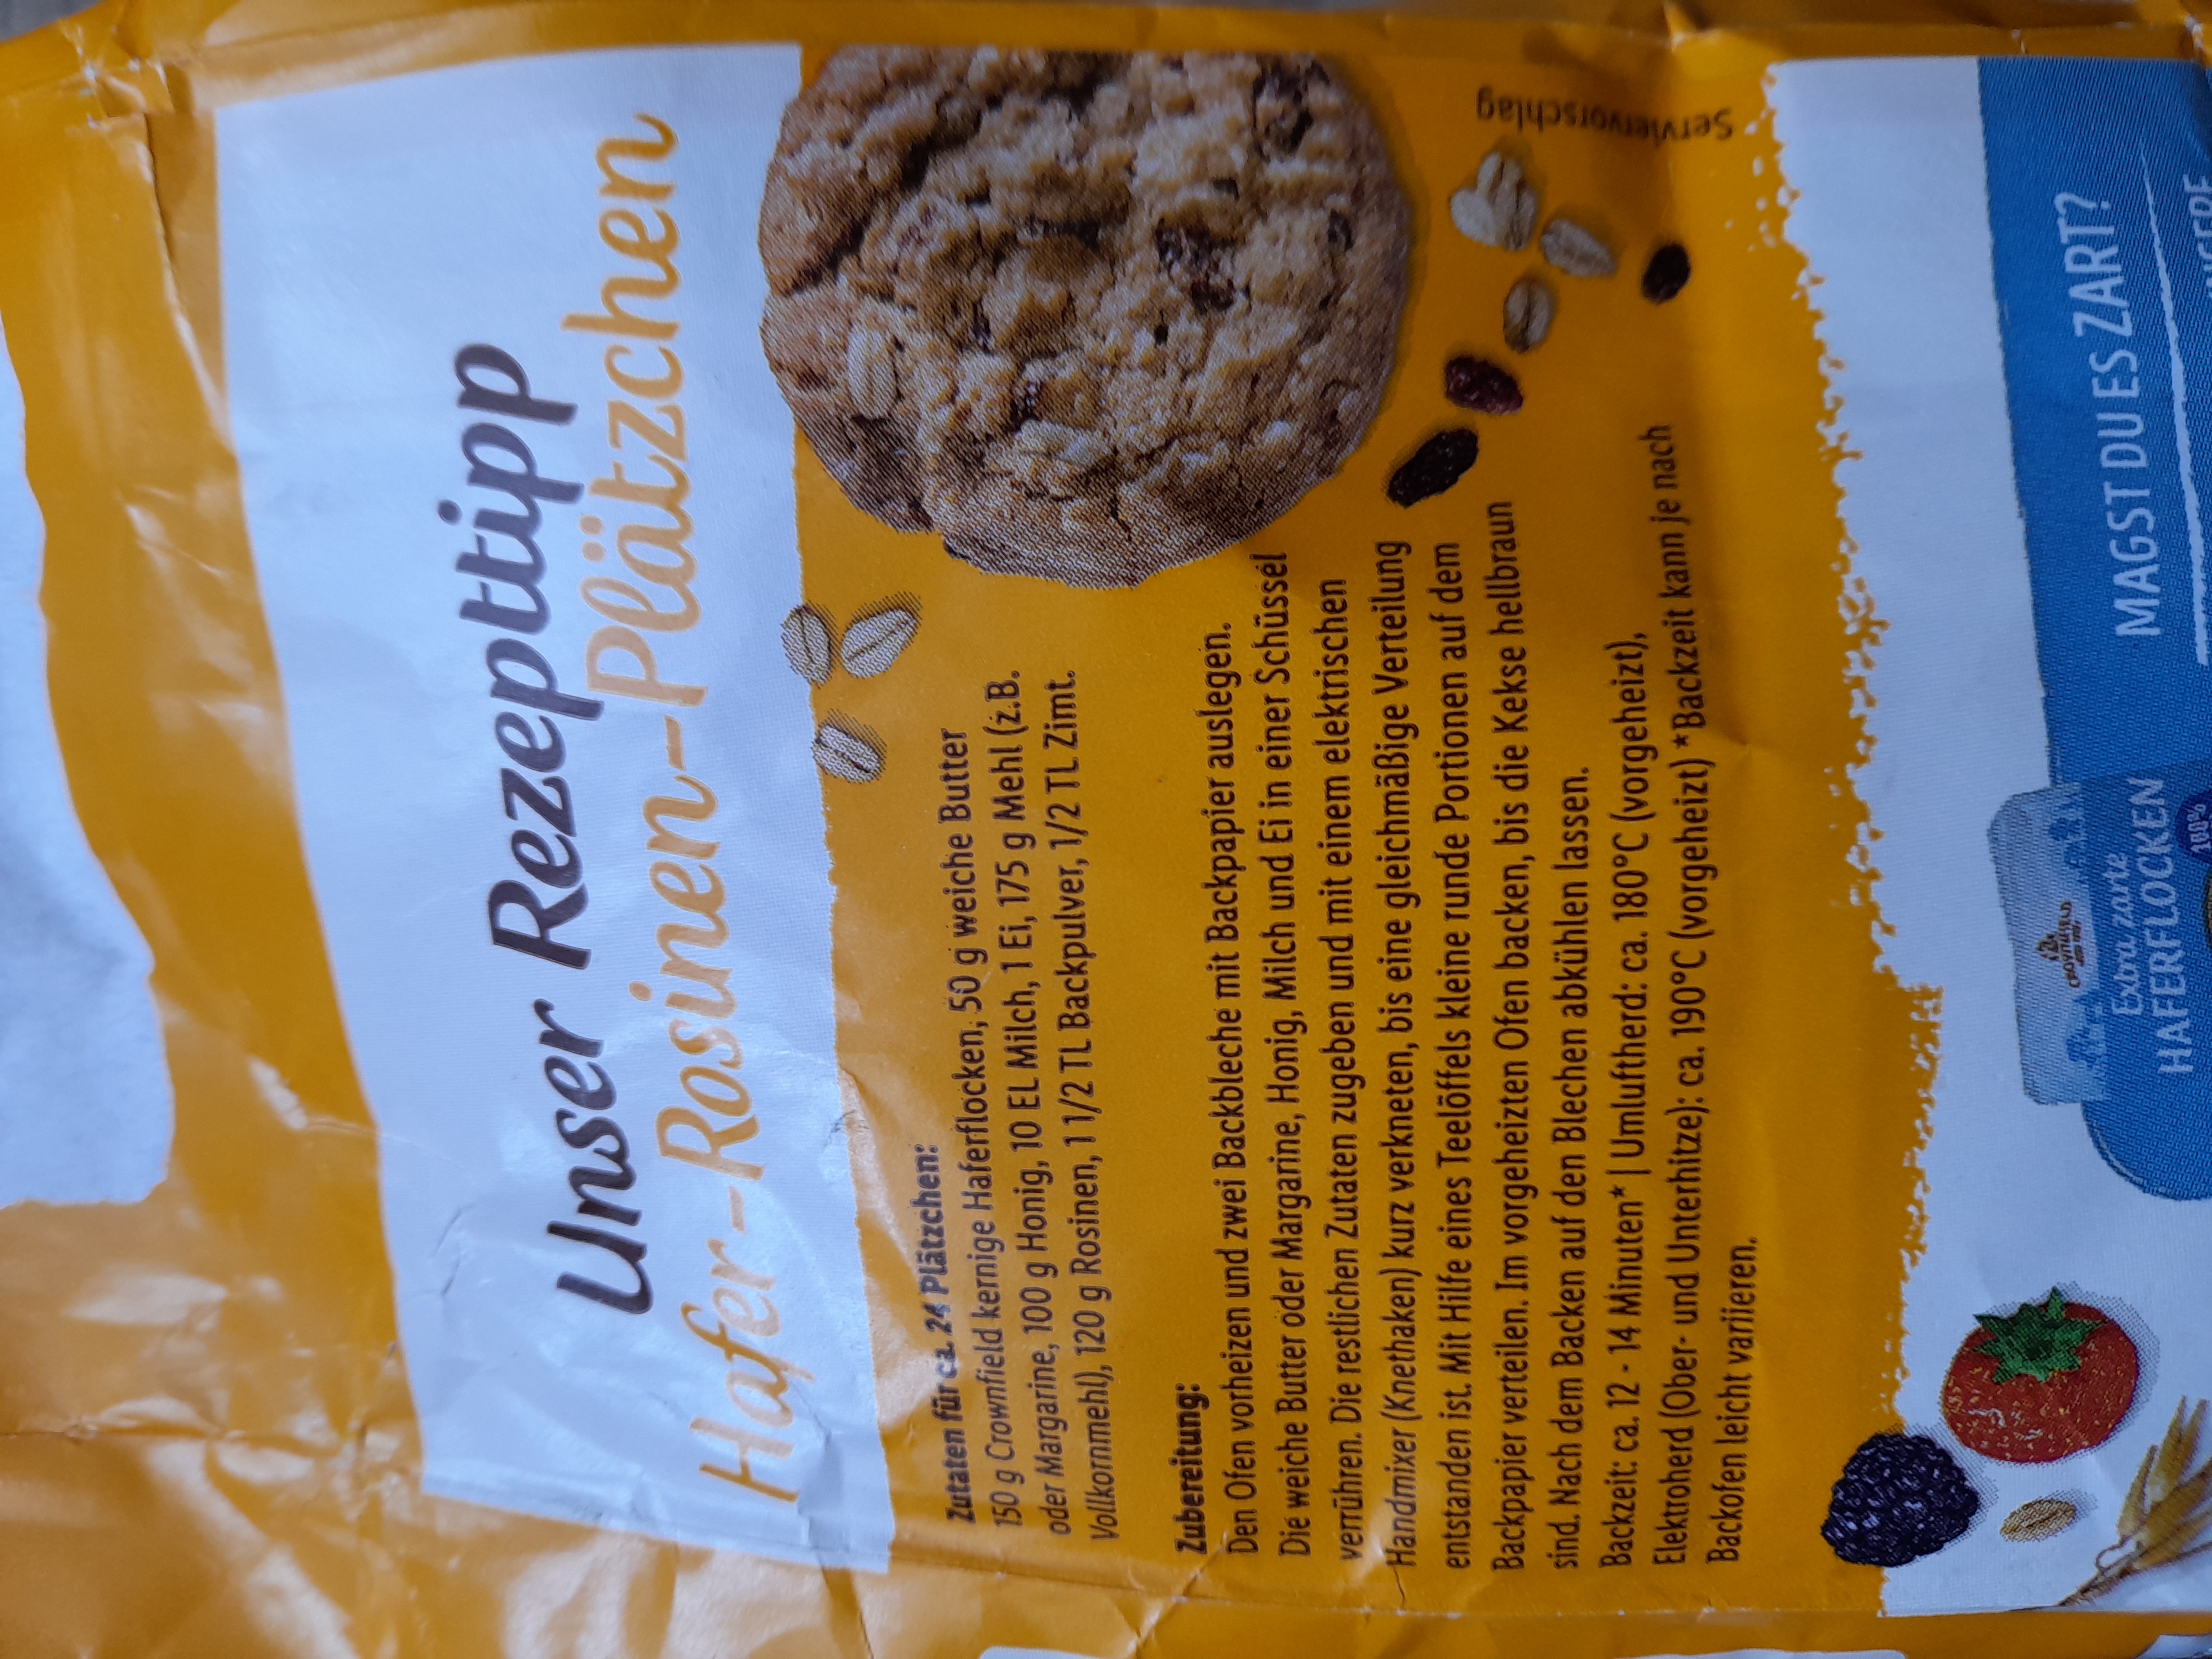 Unser Rezepttipp
Hafer-Rosinen-Plätzchen
Zutaten für ca. 24 Plätzchen:
150 g Crownfield kernige Haferflocken, 50 g weiche Butter
oder Margarine, 100 g Honig, 10 EL Milch, 1 Ei, 175 g Mehl (z.B.
Vollkornmehl), 120 g Rosinen, 1 1/2 TL Backpulver, 1/2 TL Zimt.
Zubereitung:
Den Ofen vorheizen und zwei Backbleche mit Backpapier auslegen.
Die weiche Butter oder Margarine, Honig, Milch und Ei in einer Schüssel
verrühren. Die restlichen Zutaten zugeben und mit einem elektrischen
Handmixer (Knethaken) kurz verkneten, bis eine gleichmäßige Verteilung
entstanden ist. Mit Hilfe eines Teelöffels kleine runde Portionen auf dem
Backpapier verteilen. Im vorgeheizten Ofen backen, bis die Kekse hellbraun
sind. Nach dem Backen auf den Blechen abkühlen lassen.
Backzeit: ca. 12 - 14 Minuten* | Umluftherd: ca. 180°C (vorgeheizt),
Elektroherd (Ober- und Unterhitze): ca. 190°C (vorgeheizt) *Backzeit kann je nach
Backofen leicht variieren.
Serviervorschlag
MAGST DU ES ZART?
CROWNFIELD
Extra zarte
HAFERFLOCKEN
100%